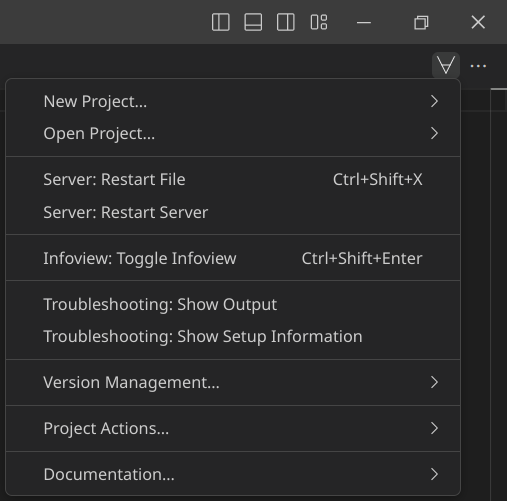 New Project...
Open Project...
Server: Restart File Ctrl+Shift+X
Server: Restart Server
Infoview: Toggle Infoview Ctrl+Shift+Enter
Troubleshooting: Show Output
Troubleshooting: Show Setup Information
Version Management...
Project Actions...
Documentation...